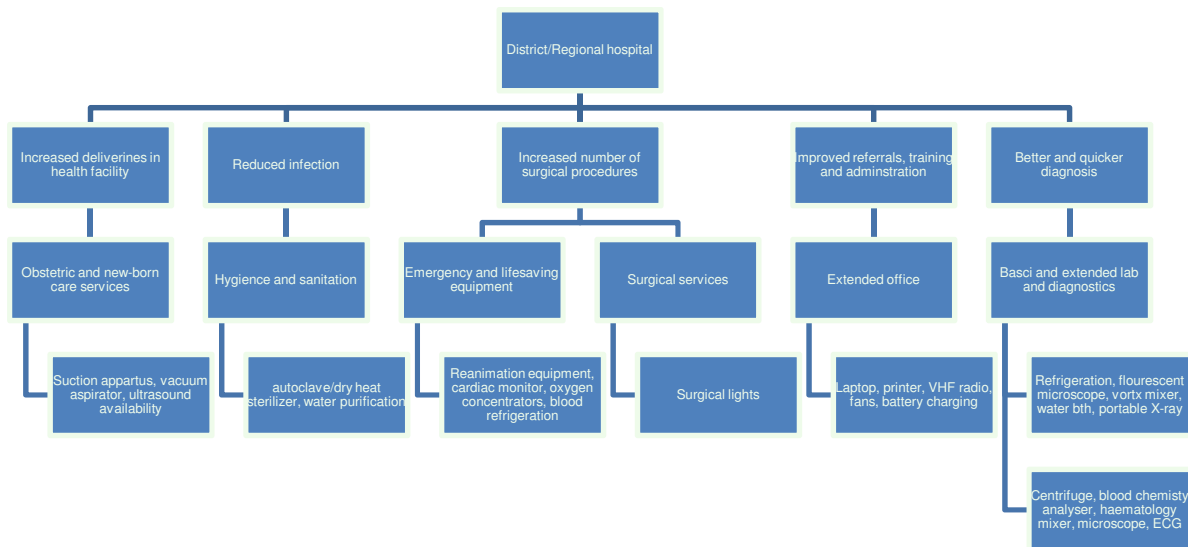 District/Regional hospital
Increased deliverines in
health facility
Reduced infection
Increased number of
surgical procedures
Improved referrals, training
and adminstration
Better and quicker
diagnosis
Obstetric and new-born
care services
Hygience and sanitation
Emergency and lifesaving
equipment
Surgical services
Extended office
Basci and extended lab
and diagnostics
Suction appartus, vacuum
aspirator, ultrasound
availability
autoclave/dry heat
sterilizer, water purification
Reanimation equipment,
cardiac monitor, oxygen
concentrators, blood
refrigeration
Surgical lights
Laptop, printer, VHF radio,
fans, battery charging
Refrigeration, flourescent
microscope, vortx mixer,
water bth, portable X-ray
Centrifuge, blood chemisty
analyser, haematology
mixer, microscope, ECG